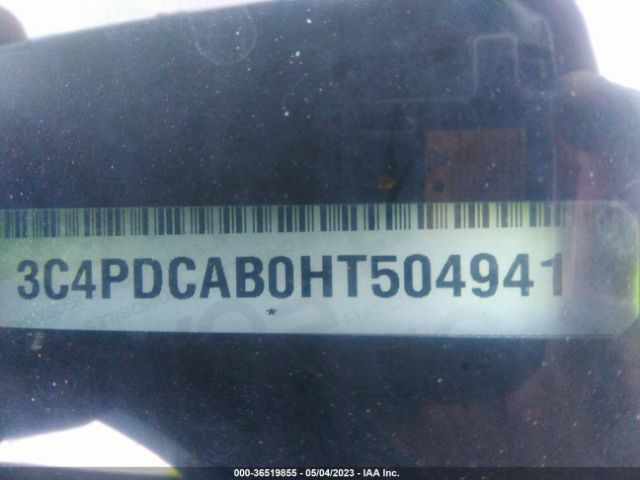 3C4PDCAB0HT504941
*
000-36519855 - 05/04/2023 - IAA Inc.